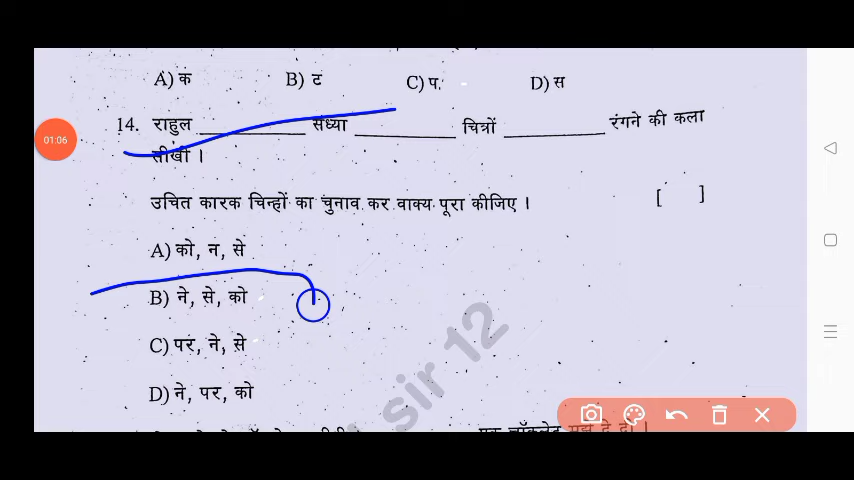 A) क B) ट C) प. D) स
01:06
14. राहुल __________ संध्या __________ चित्रों __________ रंगने की कला
सीखी ।
उचित कारक चिन्हों का चुनाव कर वाक्य पूरा कीजिए । [ ]
A) को, न, से
B) ने, से, को
C) पर, ने, से
D) ने, पर, को
sir 12